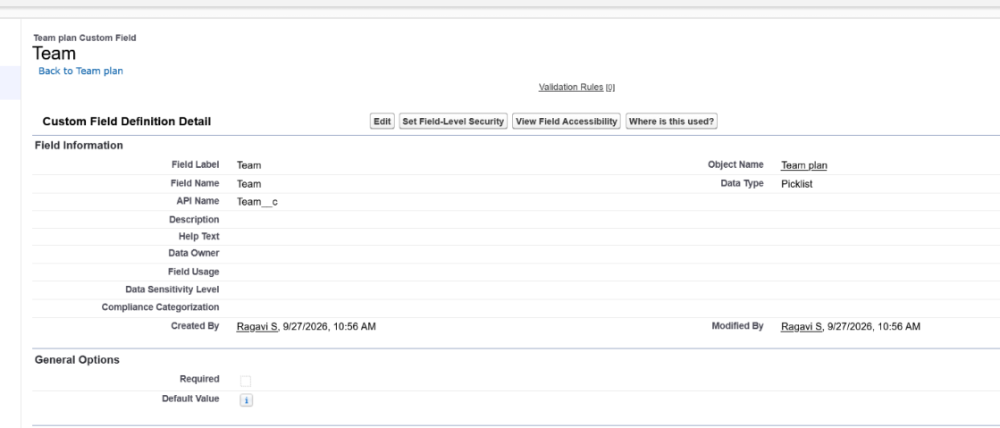 Team plan Custom Field
Team
Back to Team plan
Validation Rules [0]
Custom Field Definition Detail Edit Set Field-Level Security View Field Accessibility Where is this used?
Field Information
Field Label Team Object Name Team plan
Field Name Team Data Type Picklist
API Name Team__c
Description
Help Text
Data Owner
Field Usage
Data Sensitivity Level
Compliance Categorization
Created By Ragavi S, 9/27/2026, 10:56 AM Modified By Ragavi S, 9/27/2026, 10:56 AM
General Options
Required
Default Value i